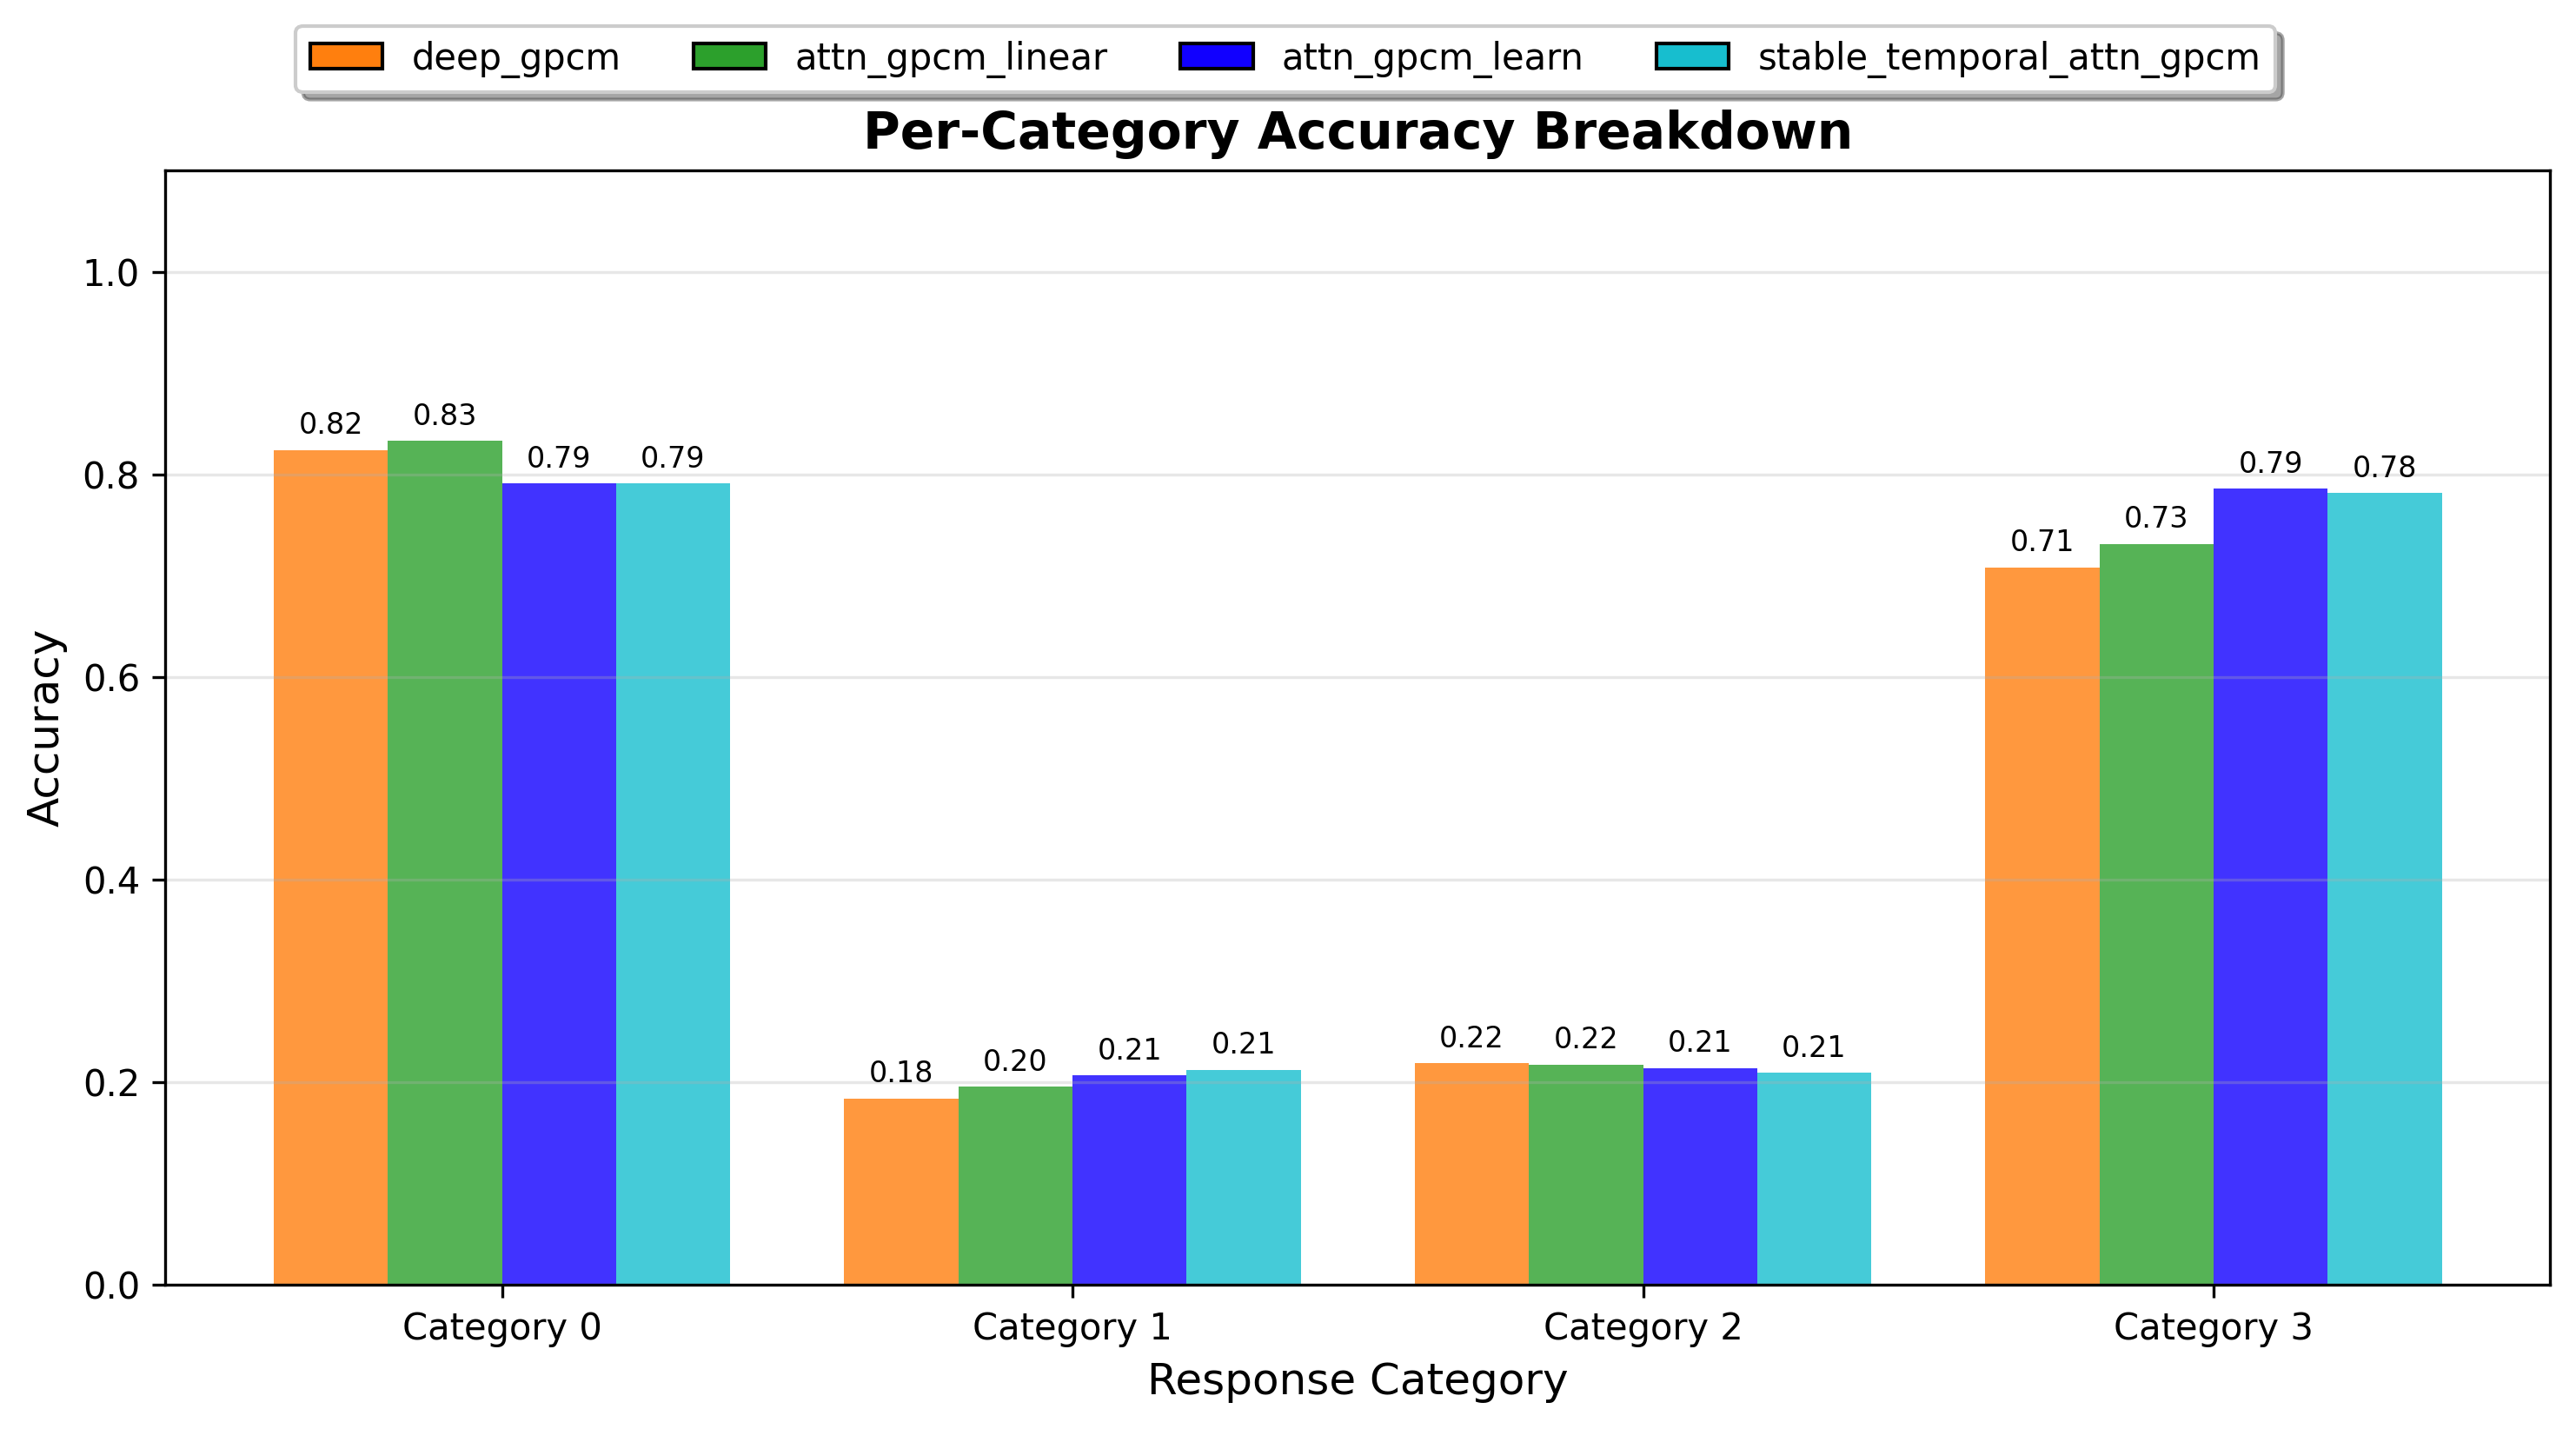 deep_gpcm attn_gpcm_linear attn_gpcm_learn stable_temporal_attn_gpcm
Per-Category Accuracy Breakdown
1.0
0.8
0.6
0.4
0.2
0.0
Accuracy
0.82 0.83 0.79 0.79
0.18 0.20 0.21 0.21
0.22 0.22 0.21 0.21
0.71 0.73 0.79 0.78
Category 0 Category 1 Category 2 Category 3
Response Category